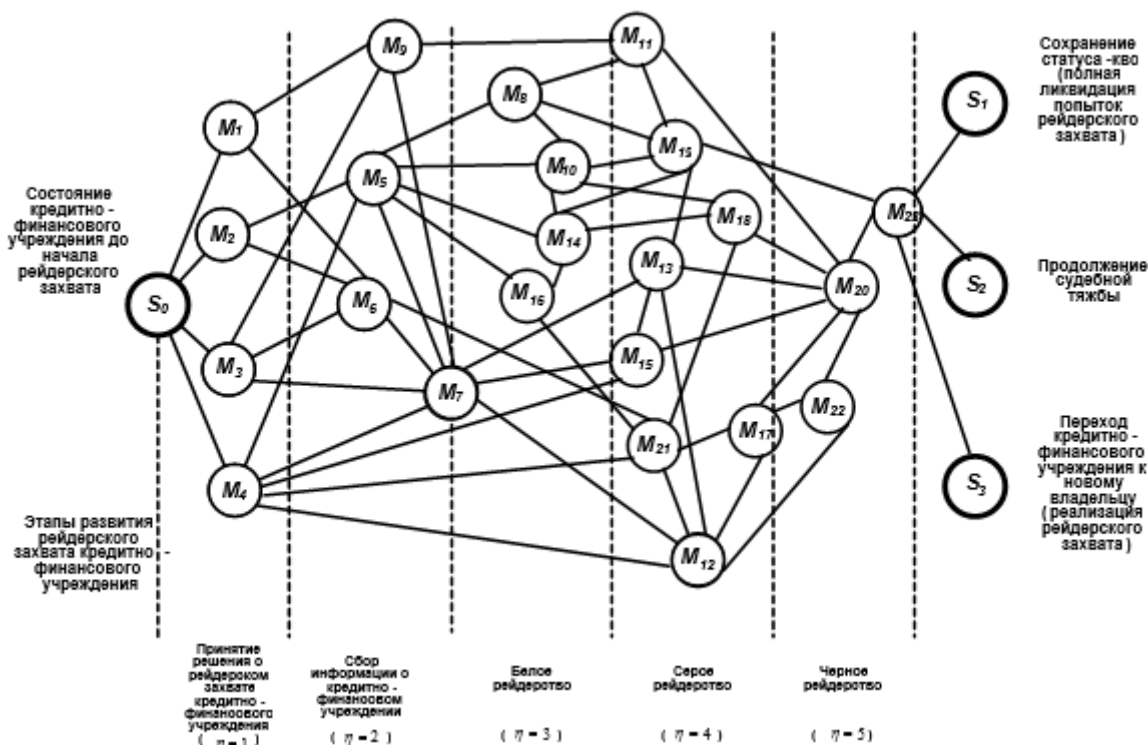 Состояние
кредитно -
финансового
учреждения до
начала
рейдерского
захвата
S0
M1
M2
M3
M4
M9
M5
M6
M7
M8
M10
M14
M16
M11
M15
M18
M13
M15
M21
M17
M12
M20
M22
M23
S1
S2
S3
Сохранение
статуса -кво
(полная
ликвидация
попыток
рейдерского
захвата )
Продолжение
судебной
тяжбы
Переход
кредитно -
финансового
учреждения к
новому
владельцу
( реализация
рейдерского
захвата )
Этапы развития
рейдерского
захвата кредитно -
финансового
учреждения
Принятие
решения о
рейдерском
захвате
кредитно -
финансового
учреждения
( η = 1 )
Сбор
информации о
кредитно -
финансовом
учреждении
( η = 2 )
Белое
рейдерство
( η = 3 )
Серое
рейдерство
( η = 4 )
Черное
рейдерство
( η = 5 )